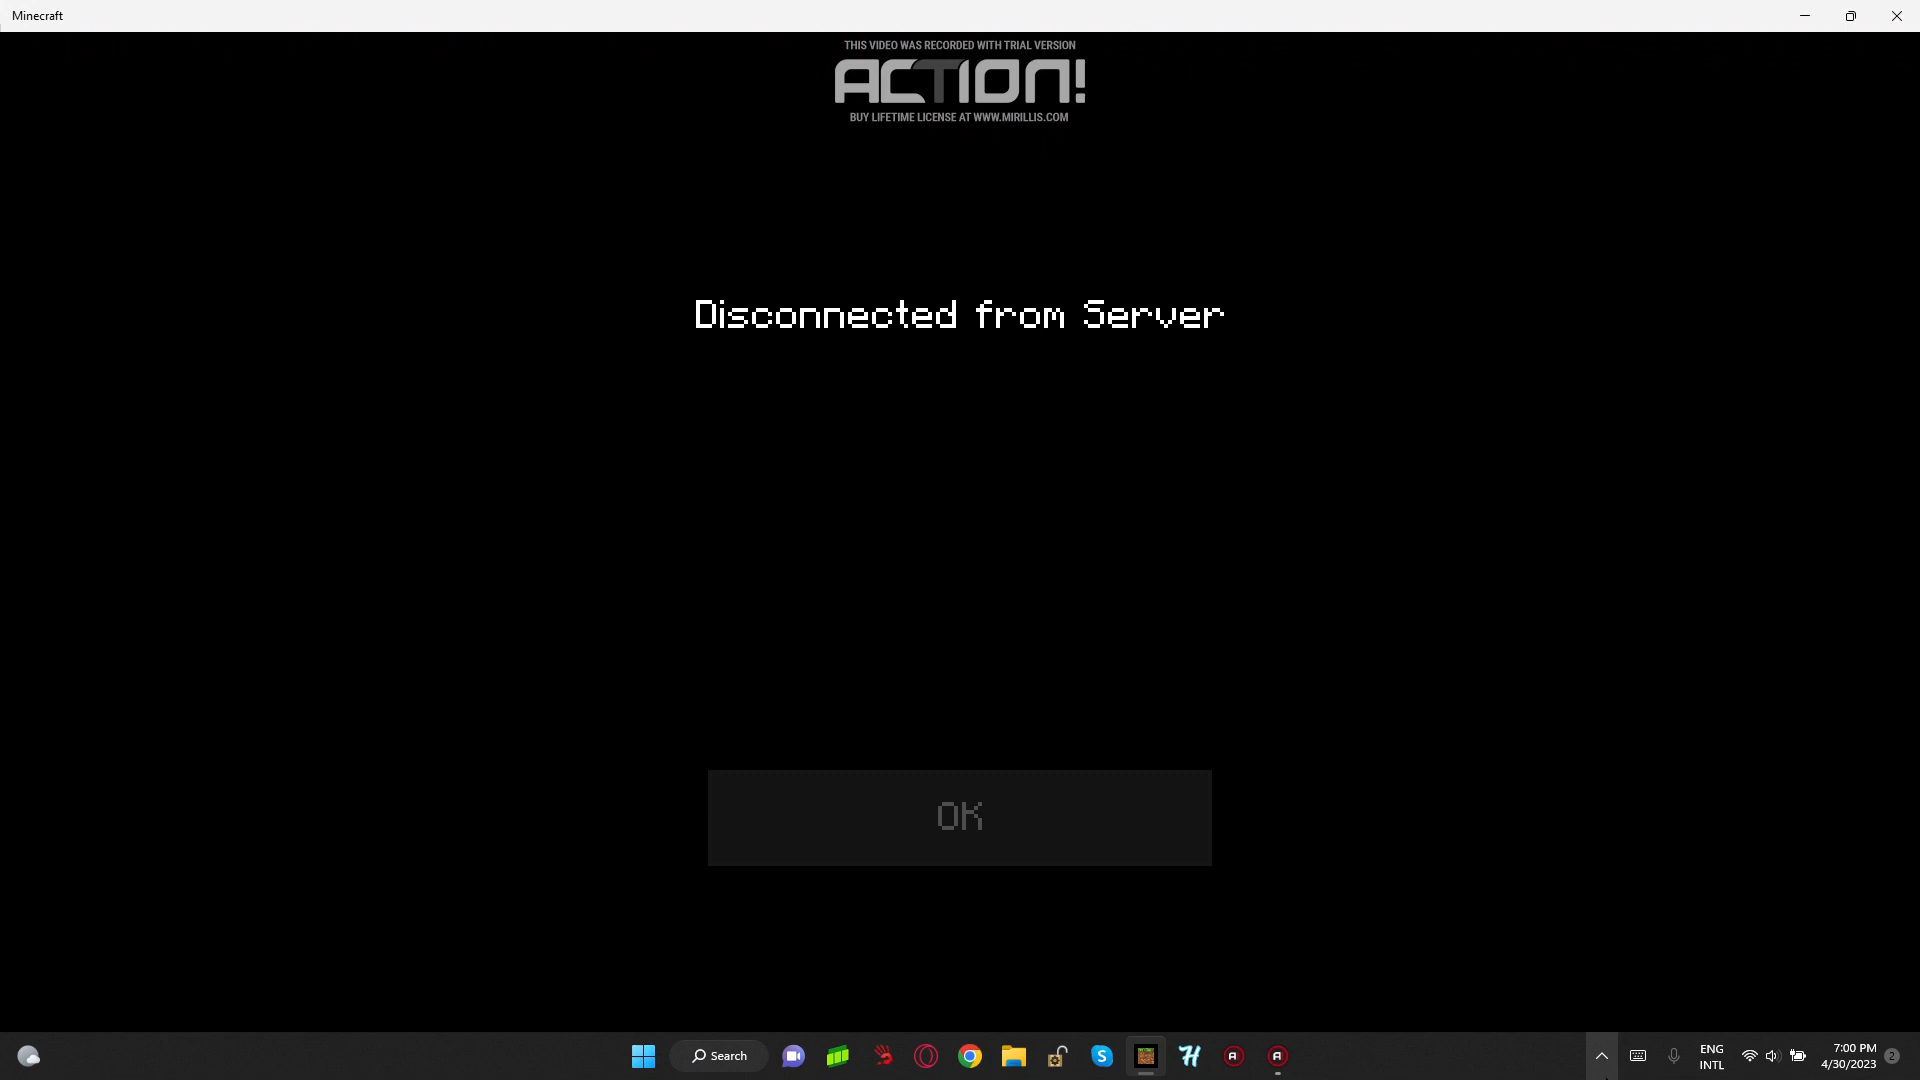 Minecraft
THIS VIDEO WAS RECORDED WITH TRIAL VERSION
ACTION!
BUY LIFETIME LICENSE AT WWW.MIRILLIS.COM
Disconnected from Server
OK
Search
ENG
INTL
7:00 PM
4/30/2023
2